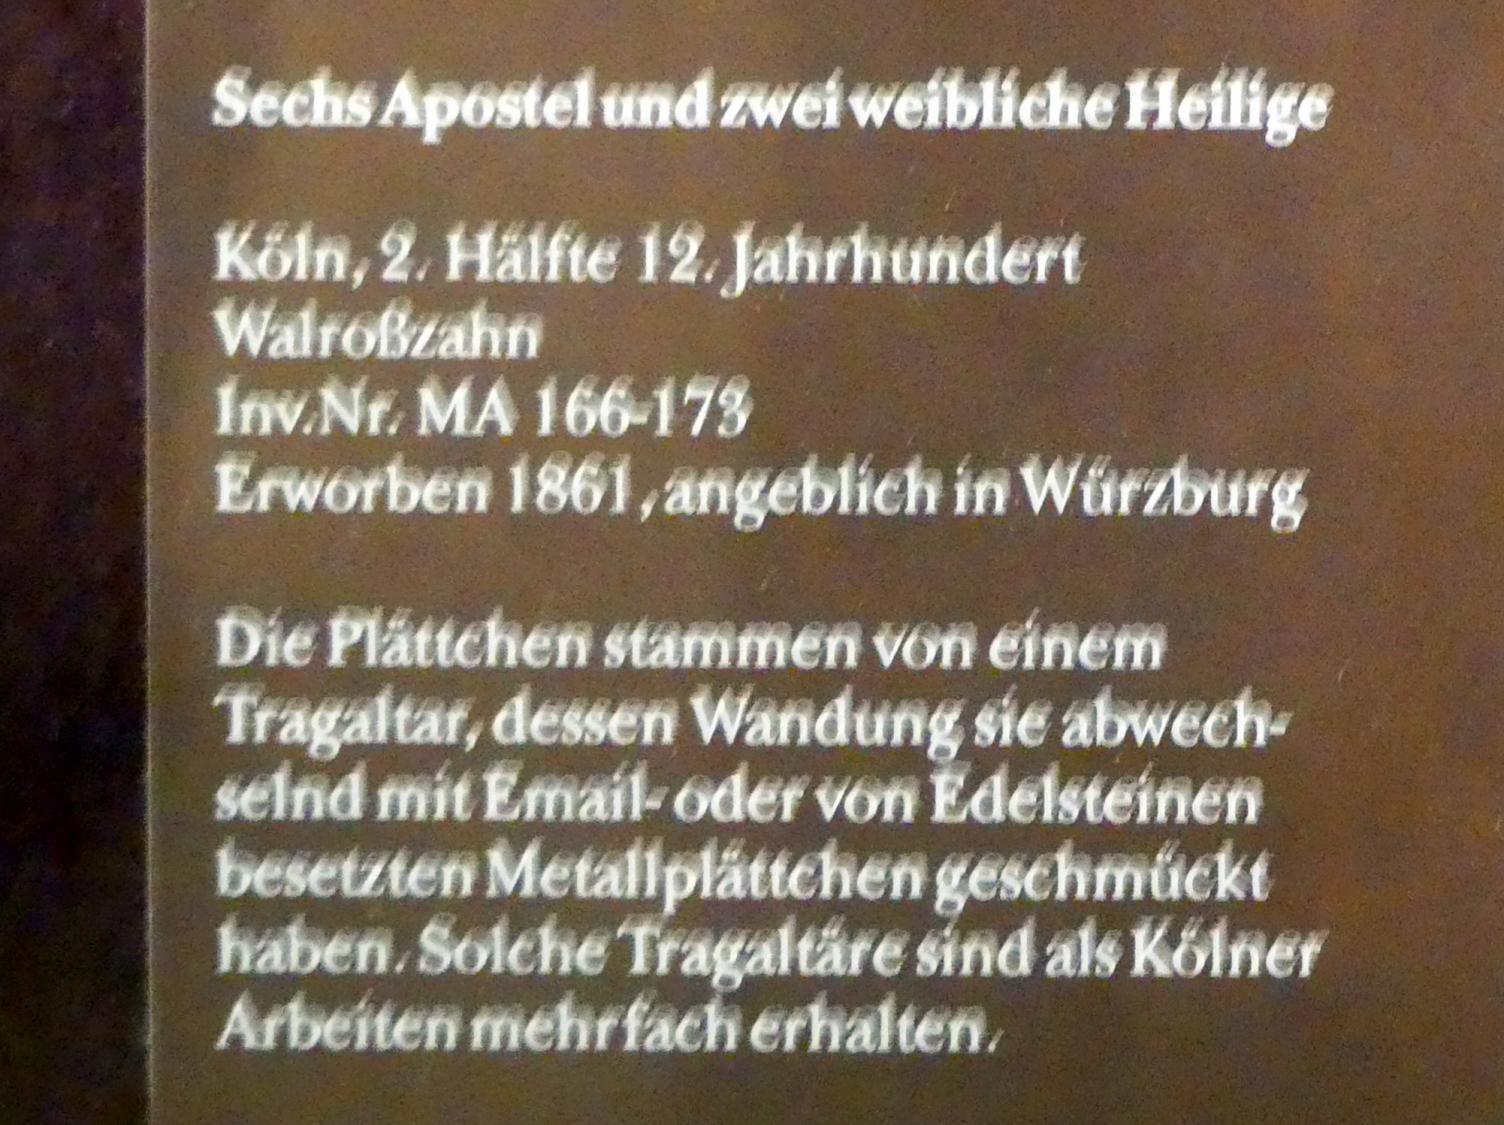 Sechs Apostel und zwei weibliche Heilige
Köln, 2. Hälfte 12. Jahrhundert
Walroßzahn
Inv.Nr. MA 166-173
Erworben 1861, angeblich in Würzburg
Die Plättchen stammen von einem
Tragaltar, dessen Wandung sie abwech-
selnd mit Email- oder von Edelsteinen
besetzten Metallplättchen geschmückt
haben. Solche Tragaltäre sind als Kölner
Arbeiten mehrfach erhalten.